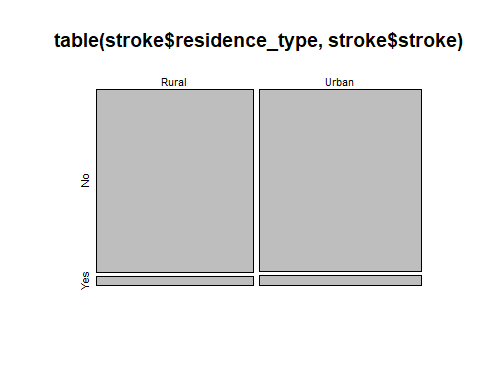 table(stroke$residence_type, stroke$stroke)
Rural Urban
No
Yes